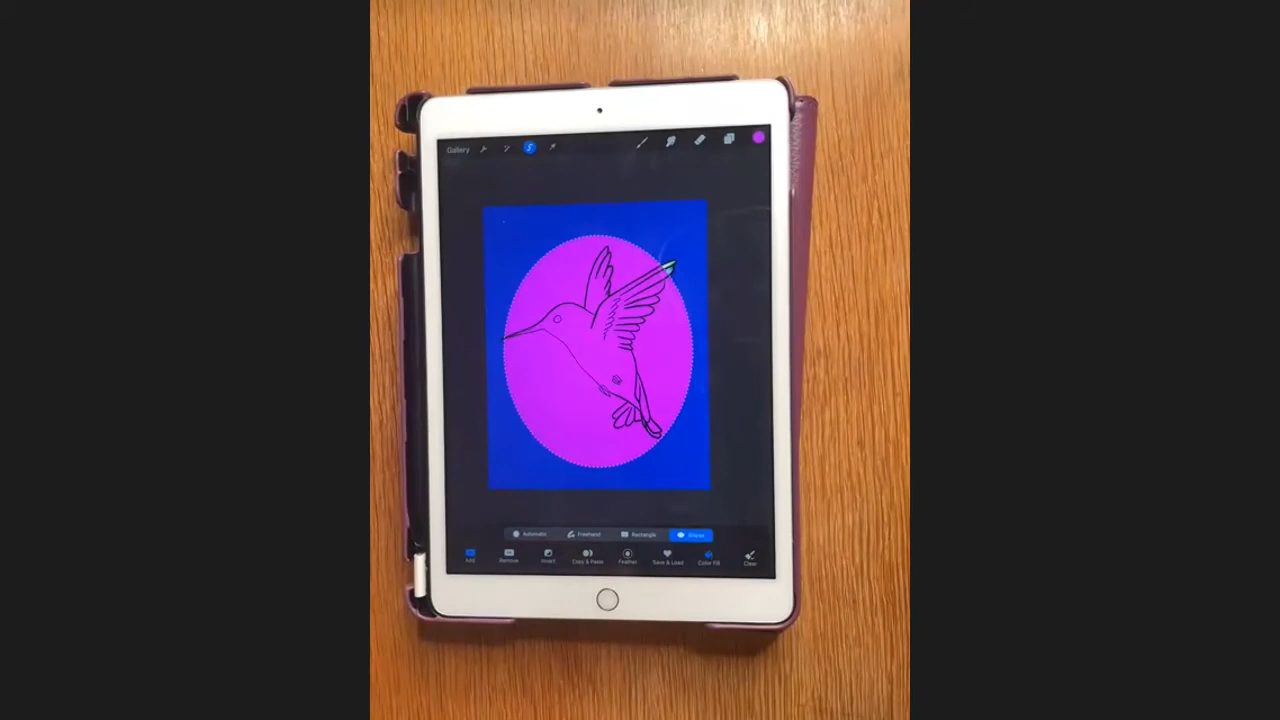 Gallery
Automatic Freehand Rectangle Ellipse
Add Remove Invert Copy & Paste Feather Save & Load Color Fill Clear